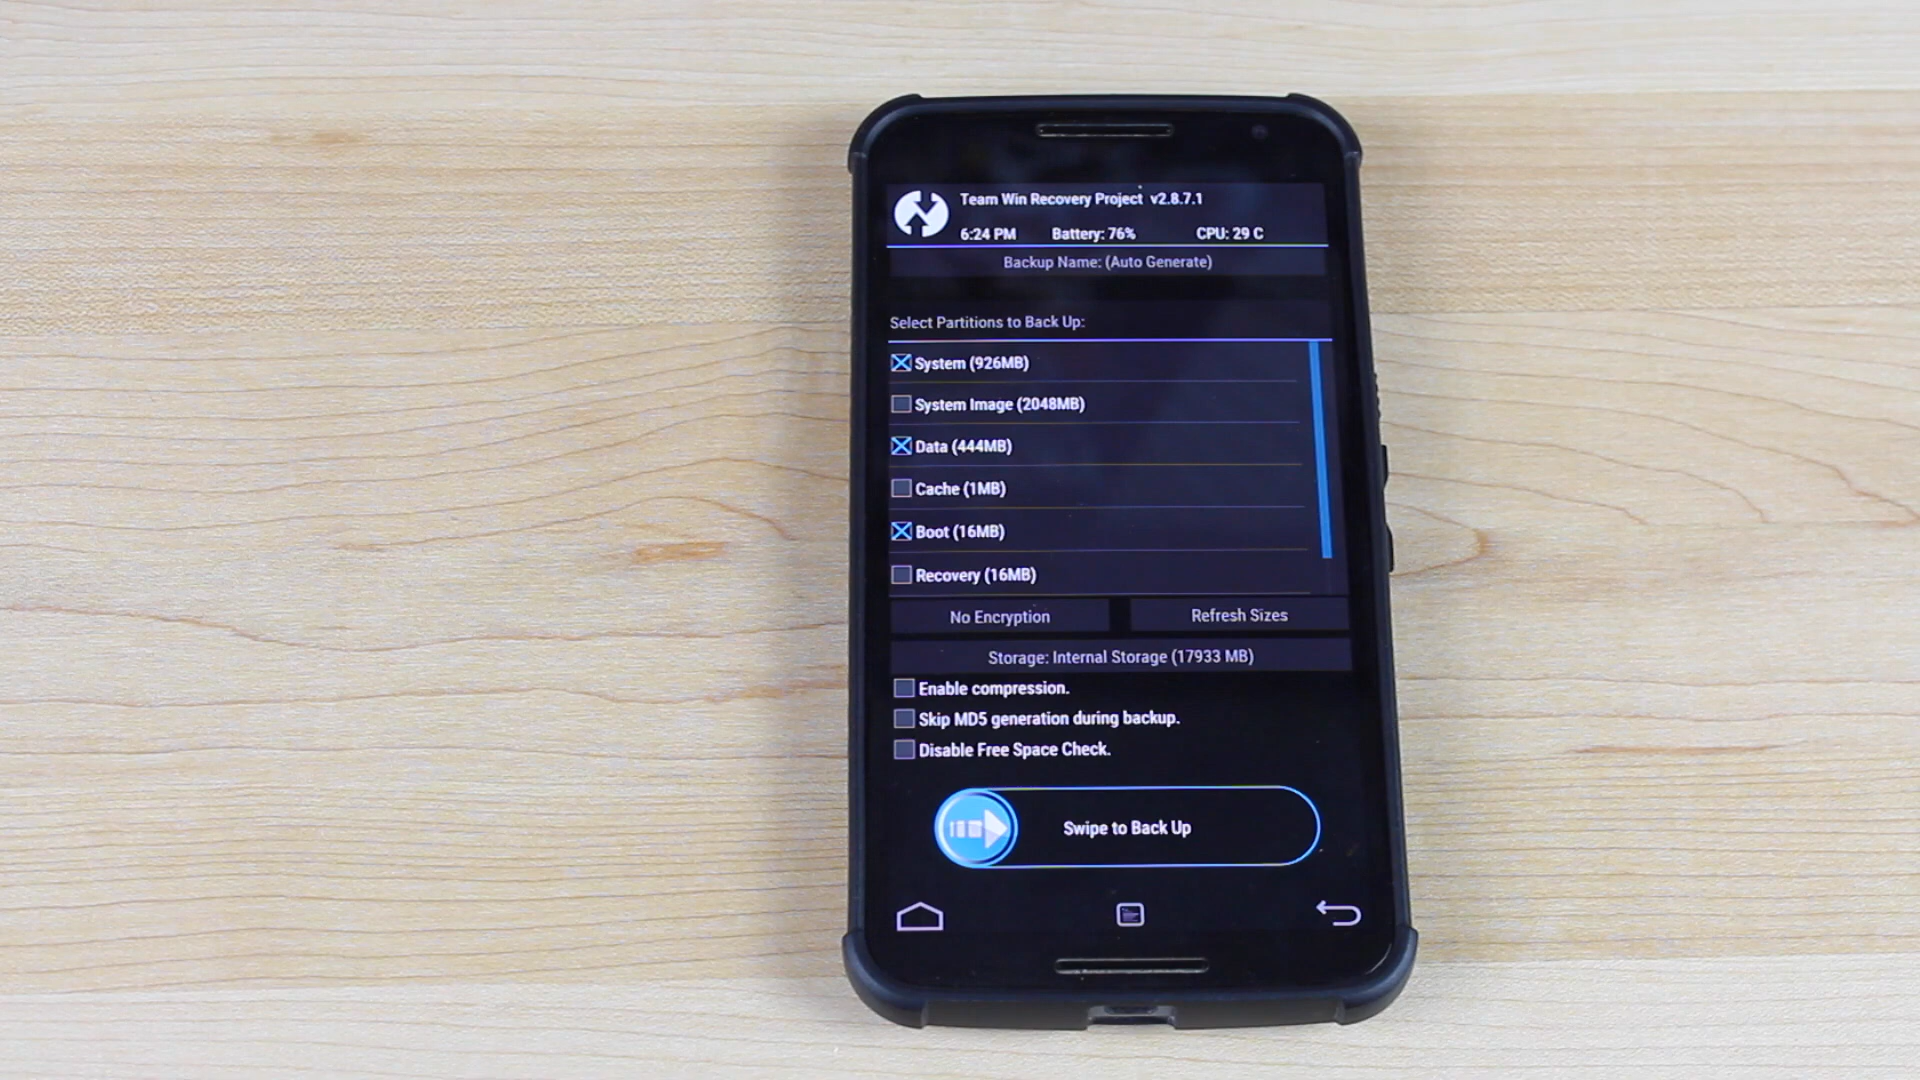 Team Win Recovery Project v2.8.7.1
6:24 PM Battery: 76% CPU: 29 C
Backup Name: (Auto Generate)
Select Partitions to Back Up:
System (926MB)
System Image (2048MB)
Data (444MB)
Cache (1MB)
Boot (16MB)
Recovery (16MB)
No Encryption Refresh Sizes
Storage: Internal Storage (17933 MB)
Enable compression.
Skip MD5 generation during backup.
Disable Free Space Check.
Swipe to Back Up